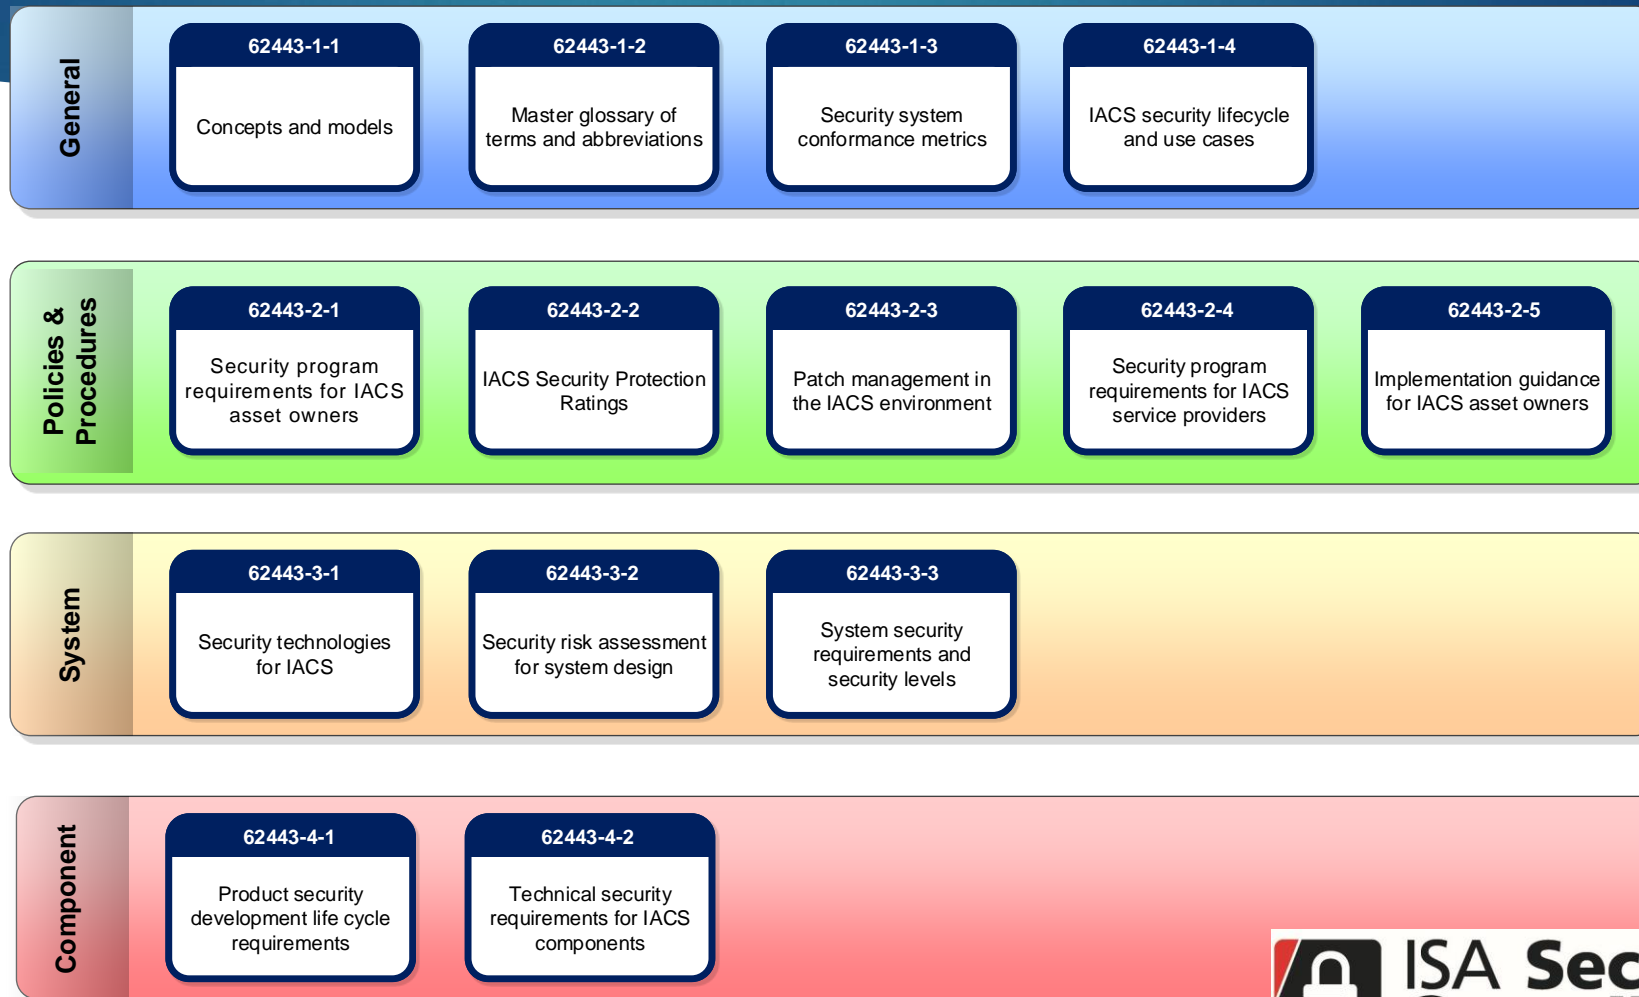 General
62443-1-1
Concepts and models
62443-1-2
Master glossary of
terms and abbreviations
62443-1-3
Security system
conformance metrics
62443-1-4
IACS security lifecycle
and use cases
Policies &
Procedures
62443-2-1
Security program
requirements for IACS
asset owners
62443-2-2
IACS Security Protection
Ratings
62443-2-3
Patch management in
the IACS environment
62443-2-4
Security program
requirements for IACS
service providers
62443-2-5
Implementation guidance
for IACS asset owners
System
62443-3-1
Security technologies
for IACS
62443-3-2
Security risk assessment
for system design
62443-3-3
System security
requirements and
security levels
Component
62443-4-1
Product security
development life cycle
requirements
62443-4-2
Technical security
requirements for IACS
components
ISA Sec